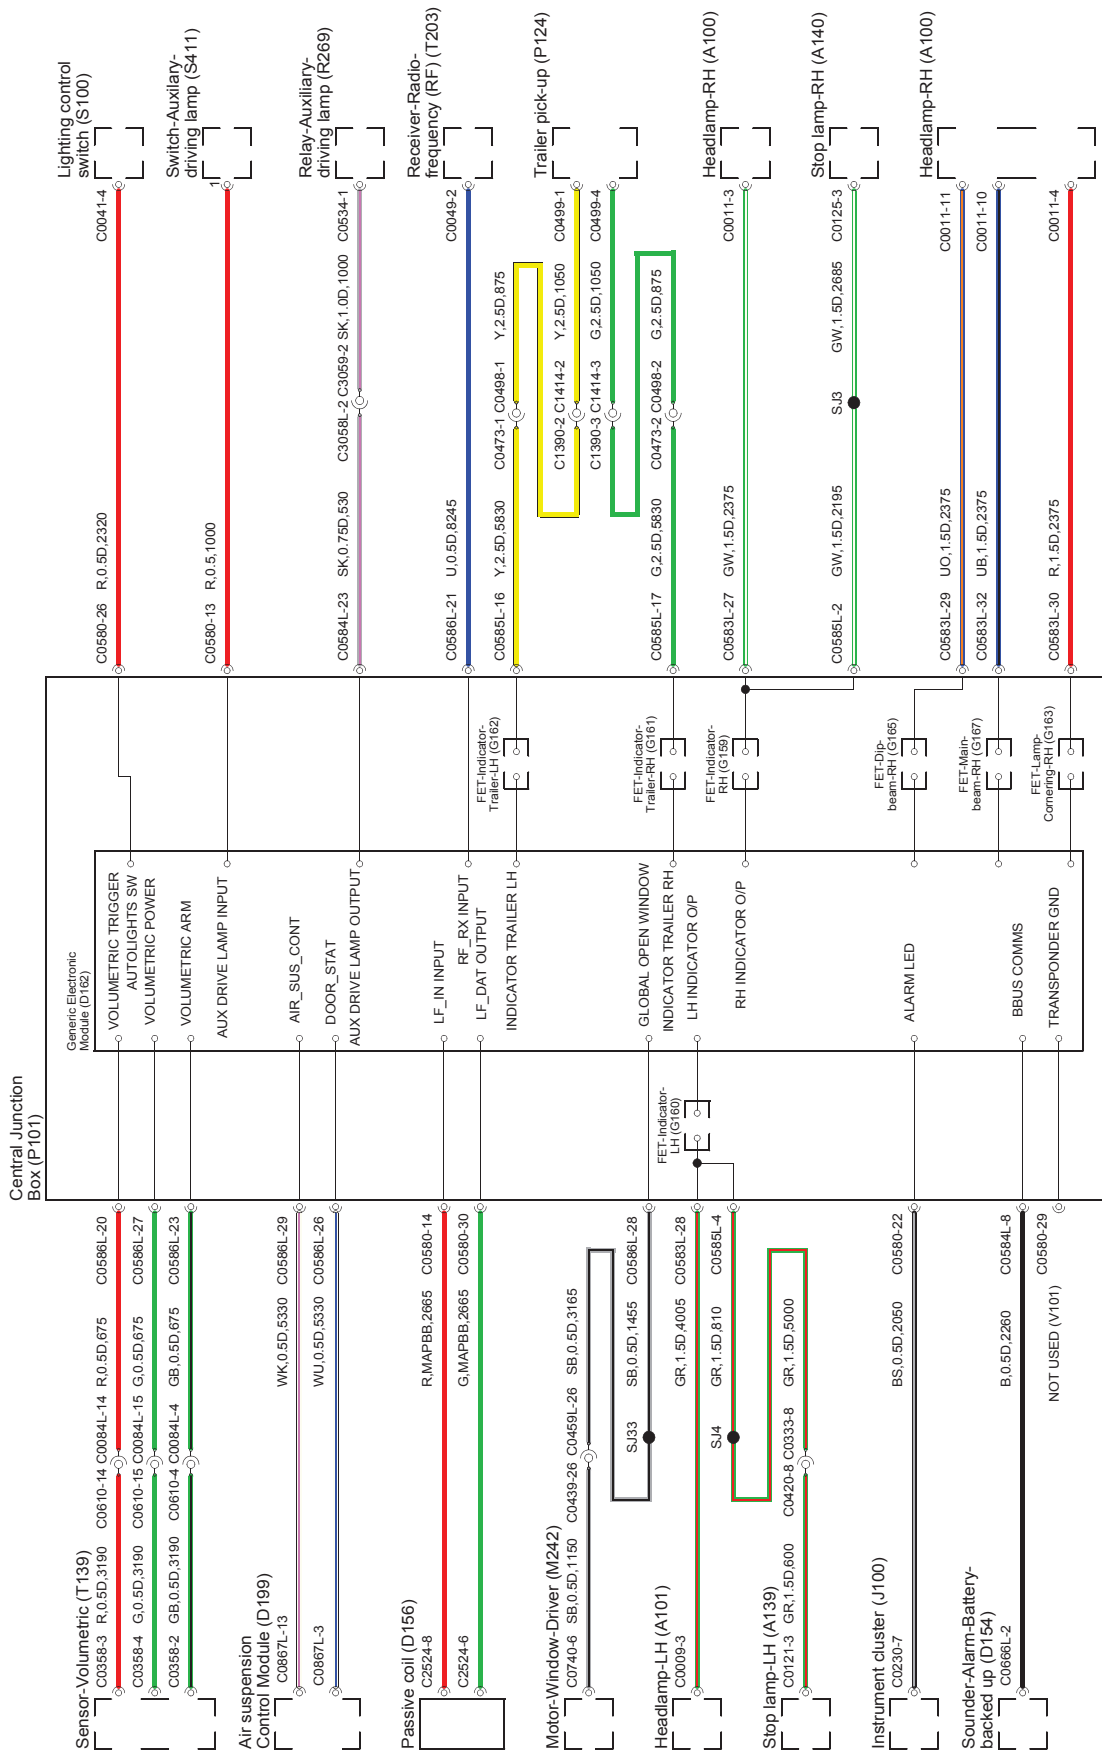 Lighting control
switch (S100)
C0041-4
R,0.5D,2320
C0580-26
Switch-Auxilary-
driving lamp (S411)
1
R,0.5,1000
C0580-13
Relay-Auxiliary-
driving lamp (R269)
C0534-1
SK,1.0D,1000
C3059-2
C3058L-2
SK,0.75D,530
C0584L-23
Receiver-Radio-
frequency (RF) (T203)
C0049-2
U,0.5D,8245
C0586L-21
Trailer pick-up (P124)
C0499-1
Y,2.5D,1050
C1414-2
C1390-2
Y,2.5D,875
C0498-1
C0473-1
Y,2.5D,5830
C0585L-16
C0499-4
G,2.5D,1050
C1414-3
C1390-3
G,2.5D,875
C0498-2
C0473-2
G,2.5D,5830
C0585L-17
Headlamp-RH (A100)
C0011-3
GW,1.5D,2375
C0583L-27
Stop lamp-RH (A140)
C0125-3
GW,1.5D,2685
SJ3
GW,1.5D,2195
C0585L-2
Headlamp-RH (A100)
C0011-11
UO,1.5D,2375
C0583L-29
C0011-10
UB,1.5D,2375
C0583L-32
C0011-4
R,1.5D,2375
C0583L-30
Central Junction
Box (P101)
FET-Indicator-
Trailer-LH (G162)
FET-Indicator-
Trailer-RH (G161)
FET-Indicator-
RH (G159)
FET-Dip-
beam-RH (G165)
FET-Main-
beam-RH (G167)
FET-Lamp-
Cornering-RH (G163)
Generic Electronic
Module (D162)
VOLUMETRIC TRIGGER
AUTOLIGHTS SW
VOLUMETRIC POWER
VOLUMETRIC ARM
AUX DRIVE LAMP INPUT
AIR_SUS_CONT
DOOR_STAT
AUX DRIVE LAMP OUTPUT
LF_IN INPUT
RF_RX INPUT
LF_DAT OUTPUT
INDICATOR TRAILER LH
GLOBAL OPEN WINDOW
INDICATOR TRAILER RH
LH INDICATOR O/P
RH INDICATOR O/P
ALARM LED
BBUS COMMS
TRANSPONDER GND
FET-Indicator-
LH (G160)
Sensor-Volumetric (T139)
C0358-3
R,0.5D,3190
C0610-14
C0084L-14
R,0.5D,675
C0586L-20
C0358-4
G,0.5D,3190
C0610-15
C0084L-15
G,0.5D,675
C0586L-27
C0358-2
GB,0.5D,3190
C0610-4
C0084L-4
GB,0.5D,675
C0586L-23
Air suspension
Control Module (D199)
C0867L-13
WK,0.5D,5330
C0586L-29
C0867L-3
WU,0.5D,5330
C0586L-26
Passive coil (D156)
C2524-8
R,MAPBB,2665
C0580-14
C2524-6
G,MAPBB,2665
C0580-30
Motor-Window-Driver (M242)
C0740-6
SB,0.5D,1150
C0439-26
C0459L-26
SB,0.5D,3165
SJ33
SB,0.5D,1455
C0586L-28
Headlamp-LH (A101)
C0009-3
GR,1.5D,4005
C0583L-28
SJ4
GR,1.5D,810
C0585L-4
Stop lamp-LH (A139)
C0121-3
GR,1.5D,600
C0420-8
C0333-8
GR,1.5D,5000
Instrument cluster (J100)
C0230-7
BS,0.5D,2050
C0580-22
Sounder-Alarm-Battery-
backed up (D154)
C0666L-2
B,0.5D,2260
C0584L-8
NOT USED (V101)
C0580-29